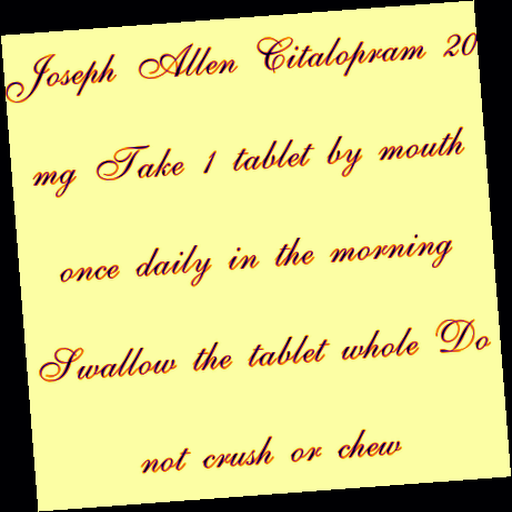 Joseph Allen Citalopram 20
mg Take 1 tablet by mouth
once daily in the morning
Swallow the tablet whole Do
not crush or chew